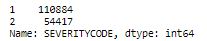 1    110884
2     54417
Name: SEVERITYCODE, dtype: int64